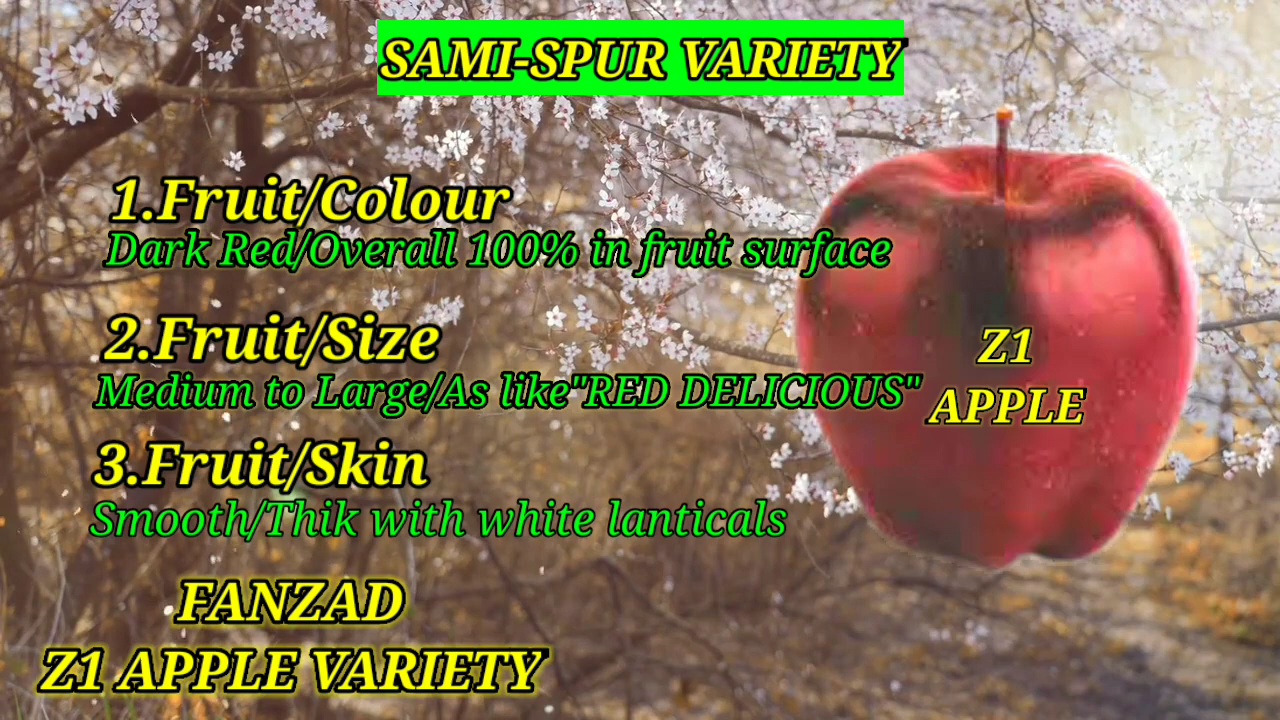 SAMI-SPUR VARIETY
1.Fruit/Colour
Dark Red/Overall 100% in fruit surface
2.Fruit/Size
Medium to Large/As like"RED DELICIOUS"
3.Fruit/Skin
Smooth/Thik with white lanticals
Z1
APPLE
FANZAD
Z1 APPLE VARIETY